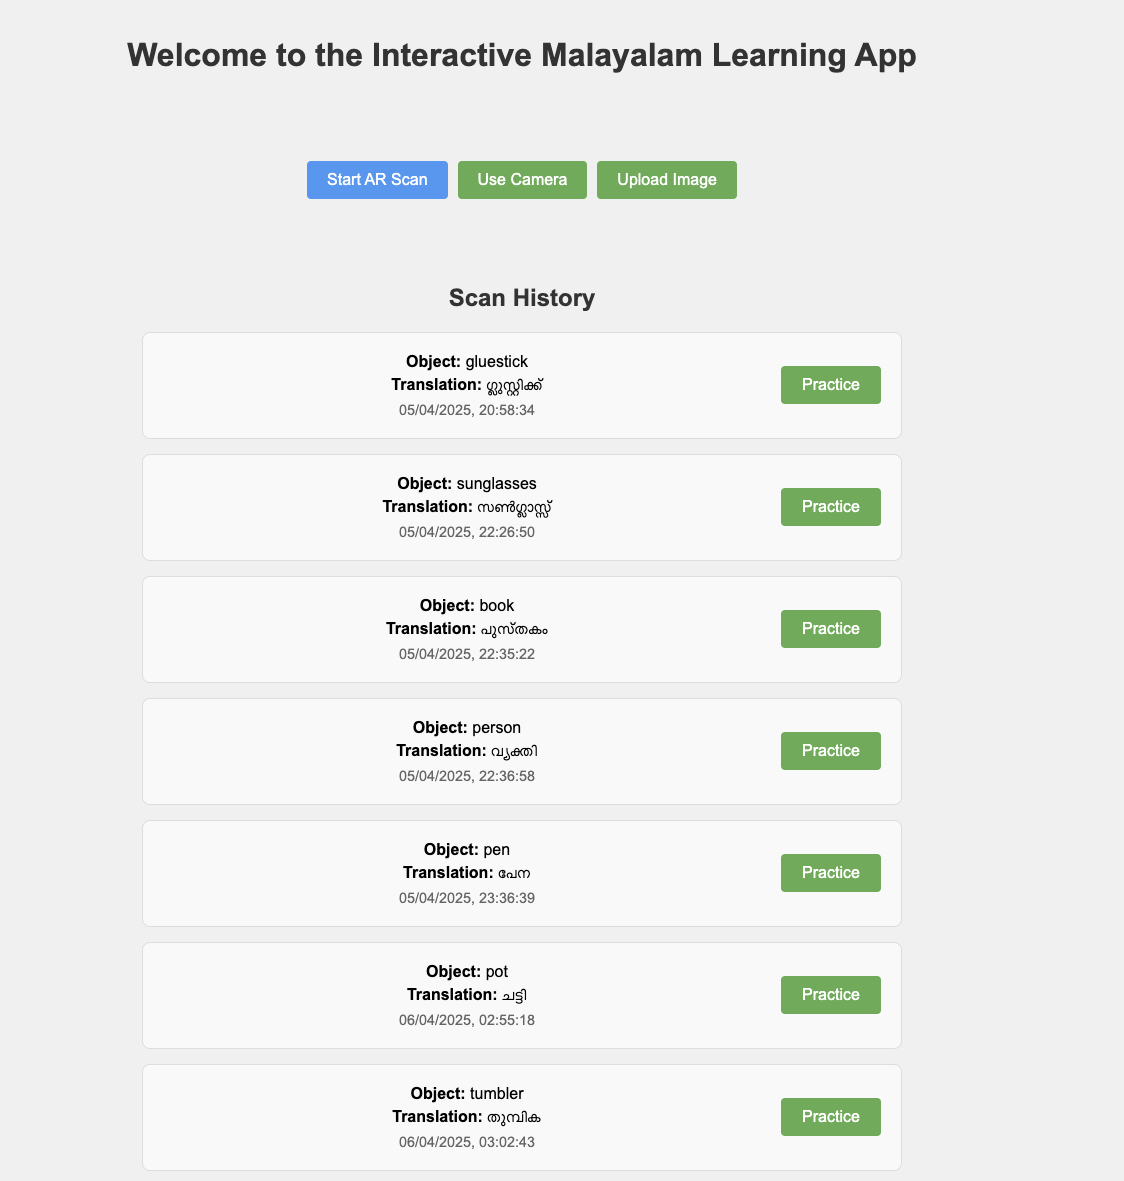 Welcome to the Interactive Malayalam Learning App
Start AR Scan Use Camera Upload Image
Scan History
Object: gluestick
Translation: ഗ്ലൂസ്റ്റിക്ക്
Practice
05/04/2025, 20:58:34
Object: sunglasses
Translation: സൺഗ്ലാസ്സ്
Practice
05/04/2025, 22:26:50
Object: book
Translation: പുസ്തകം
Practice
05/04/2025, 22:35:22
Object: person
Translation: വ്യക്തി
Practice
05/04/2025, 22:36:58
Object: pen
Translation: പേന
Practice
05/04/2025, 23:36:39
Object: pot
Translation: ചട്ടി
Practice
06/04/2025, 02:55:18
Object: tumbler
Translation: തുമ്പിക
Practice
06/04/2025, 03:02:43